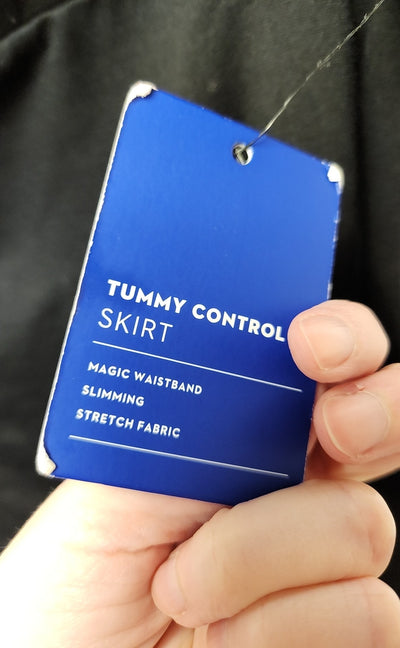 TUMMY CONTROL
SKIRT
MAGIC WAISTBAND
SLIMMING
STRETCH FABRIC